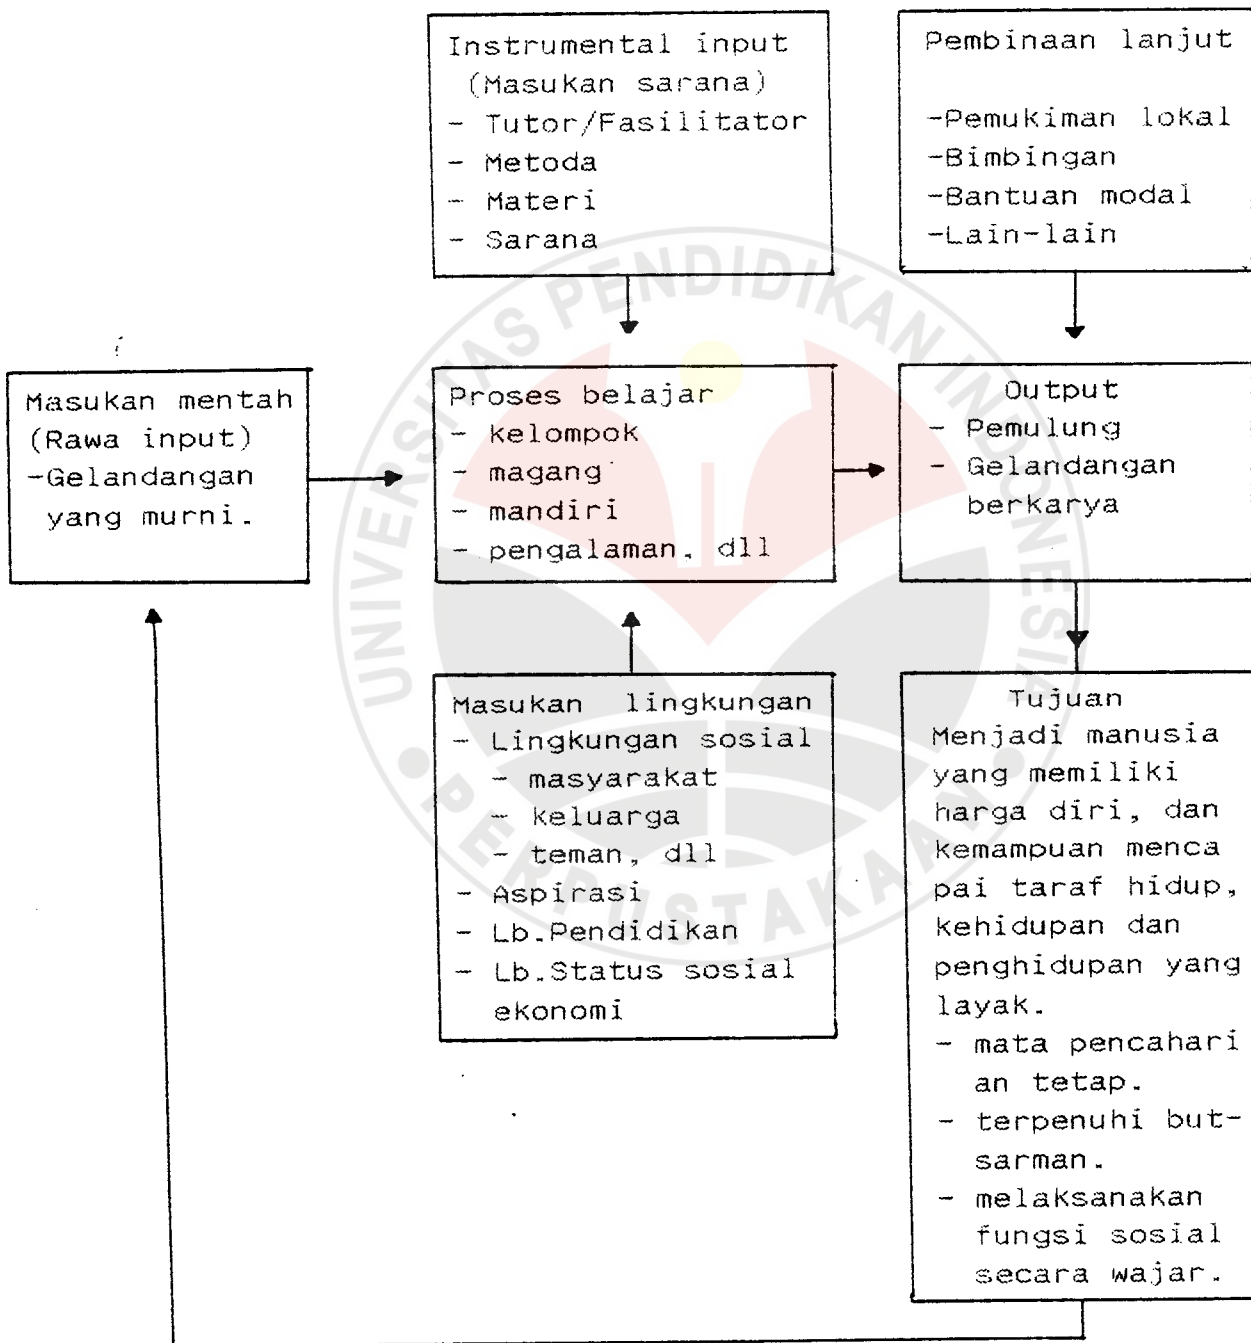 Instrumental input
(Masukan sarana)
- Tutor/Fasilitator
- Metoda
- Materi
- Sarana
Pembinaan lanjut
-Pemukiman lokal
-Bimbingan
-Bantuan modal
-Lain-lain
Masukan mentah
(Rawa input)
-Gelandangan
yang murni.
Proses belajar
- kelompok
- magang
- mandiri
- pengalaman, dll
Output
- Pemulung
- Gelandangan
berkarya
Masukan lingkungan
- Lingkungan sosial
- masyarakat
- keluarga
- teman, dll
- Aspirasi
- Lb.Pendidikan
- Lb.Status sosial
ekonomi
Tujuan
Menjadi manusia
yang memiliki
harga diri, dan
kemampuan menca
pai taraf hidup,
kehidupan dan
penghidupan yang
layak.
- mata pencahari
an tetap.
- terpenuhi but-
sarman.
- melaksanakan
fungsi sosial
secara wajar.
UNIVERSITAS PENDIDIKAN INDONESIA
PERPUSTAKAAN